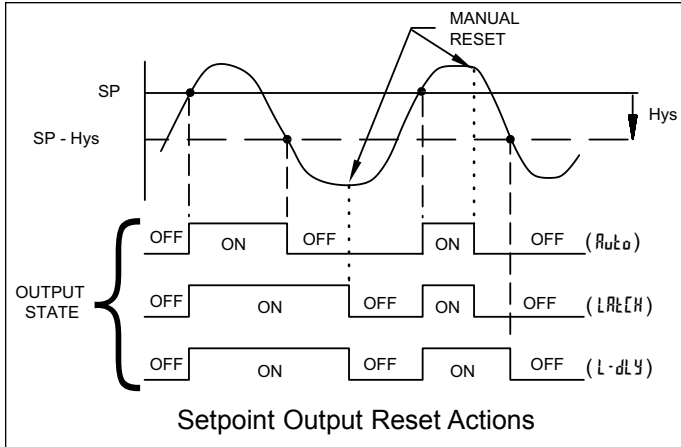 MANUAL
RESET
SP
Hys
SP - Hys
OFF ON OFF ON OFF (Auto)
OUTPUT
STATE
OFF ON OFF ON OFF (LAtCH)
OFF ON OFF ON OFF (L-dLY)
Setpoint Output Reset Actions